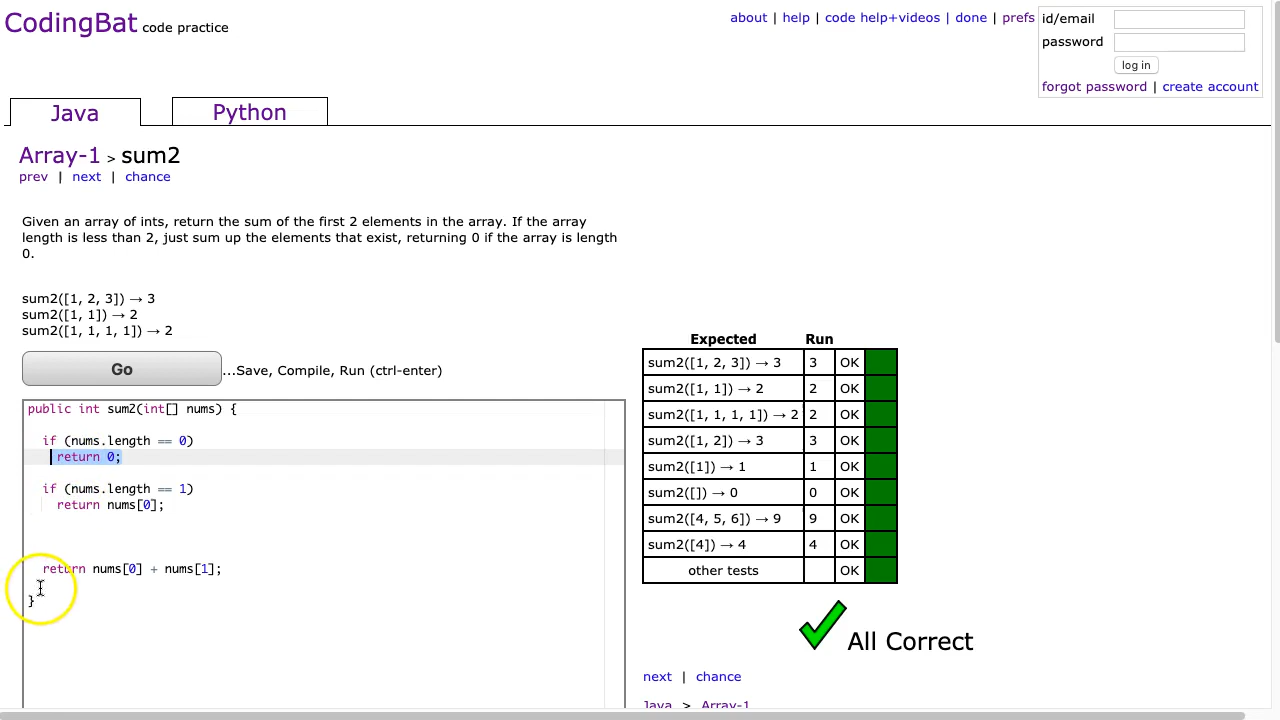 CodingBat code practice
about | help | code help+videos | done | prefs
id/email
password
log in
forgot password | create account
Java
Python
Array-1 > sum2
prev | next | chance
Given an array of ints, return the sum of the first 2 elements in the array. If the array
length is less than 2, just sum up the elements that exist, returning 0 if the array is length
0.
sum2([1, 2, 3]) → 3
sum2([1, 1]) → 2
sum2([1, 1, 1, 1]) → 2
Go
...Save, Compile, Run (ctrl-enter)
public int sum2(int[] nums) {
if (nums.length == 0)
return 0;
if (nums.length == 1)
return nums[0];
return nums[0] + nums[1];
}
Expected Run
sum2([1, 2, 3]) → 3 3 OK
sum2([1, 1]) → 2 2 OK
sum2([1, 1, 1, 1]) → 2 2 OK
sum2([1, 2]) → 3 3 OK
sum2([1]) → 1 1 OK
sum2([]) → 0 0 OK
sum2([4, 5, 6]) → 9 9 OK
sum2([4]) → 4 4 OK
other tests OK
All Correct
next | chance
Java > Array-1